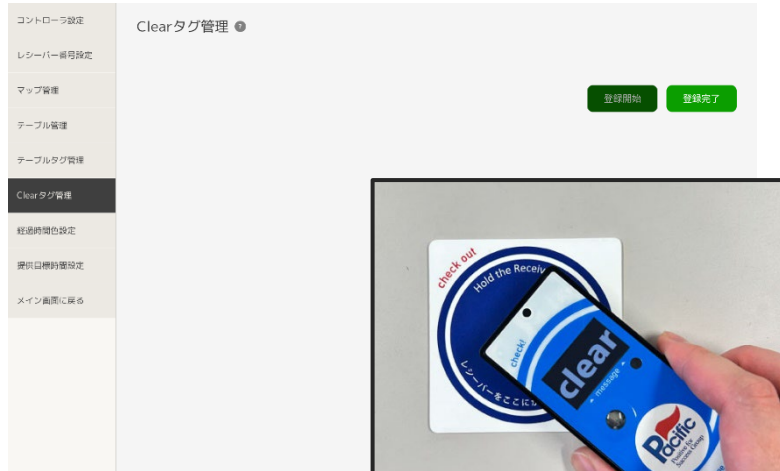 コントローラ設定
レシーバー番号設定
マップ管理
テーブル管理
テーブルタグ管理
Clearタグ管理
経過時間色設定
提供目標時間設定
メイン画面に戻る
Clearタグ管理 ?
登録開始
登録完了
check out
Hold the Receiv
レシーバーをここに
check!
clear
message
Pacific
Positive for
Success Group